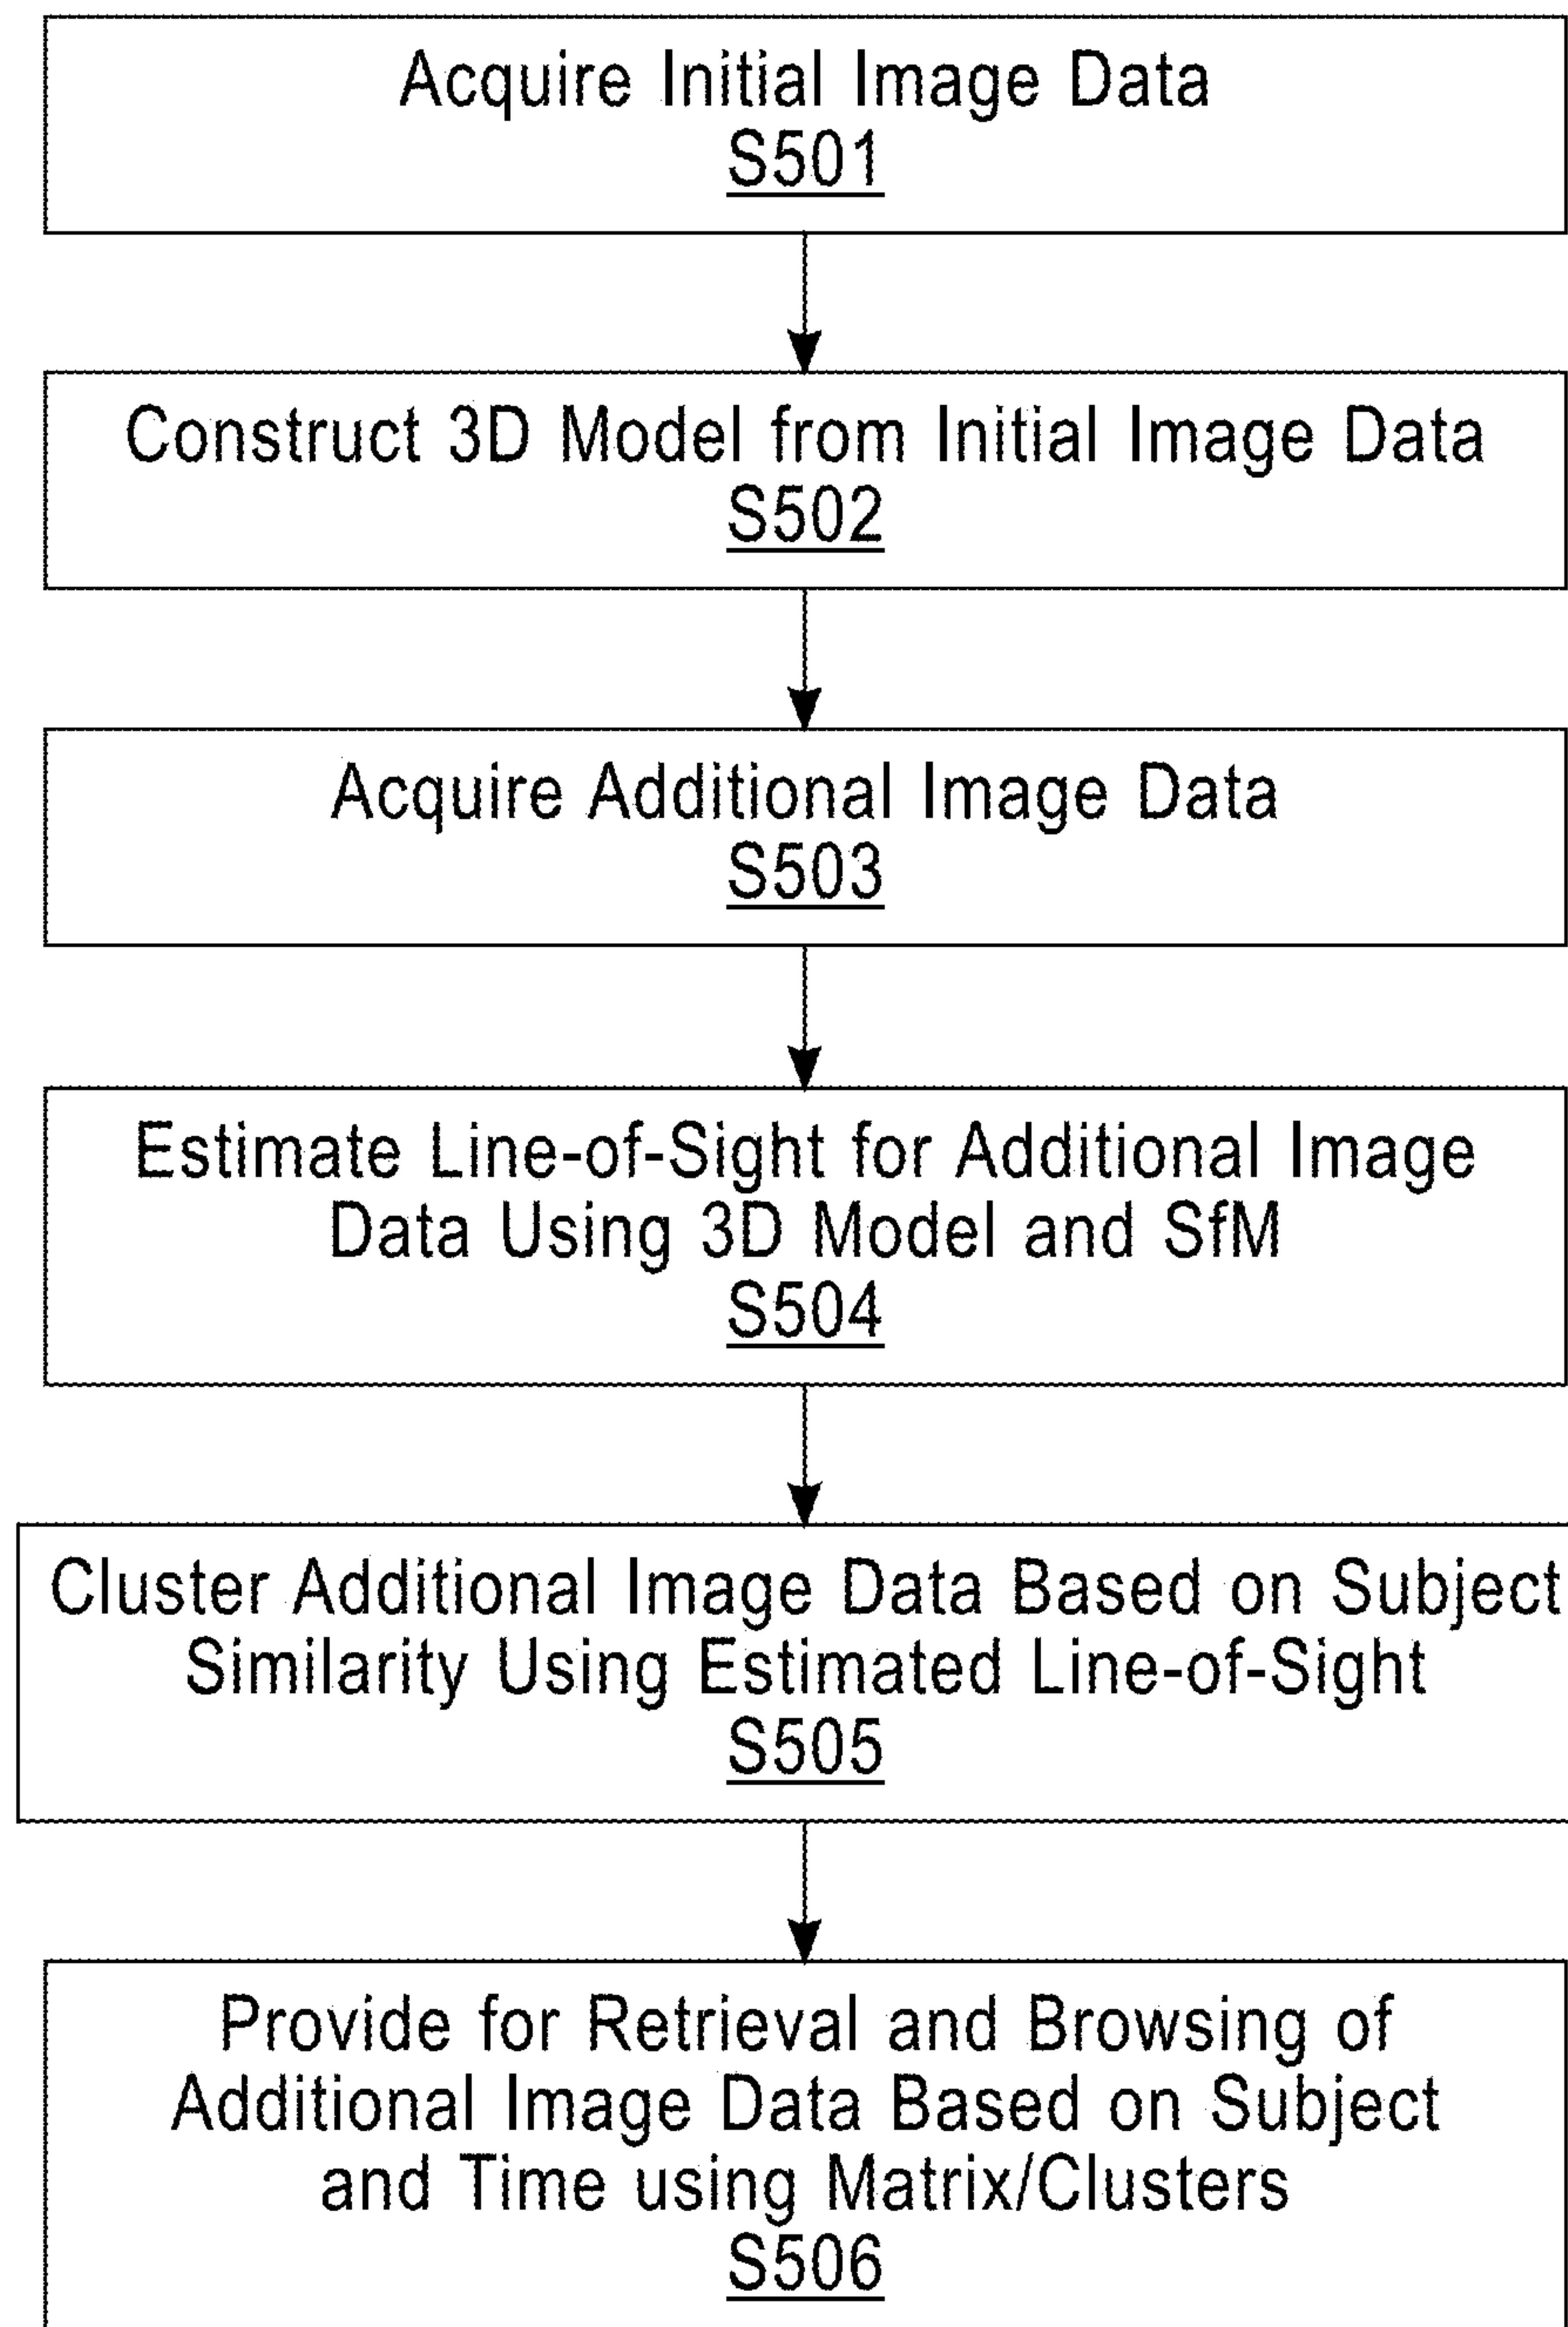 Acquire Initial Image Data
S501
Construct 3D Model from Initial Image Data
S502
Acquire Additional Image Data
S503
Estimate Line-of-Sight for Additional Image
Data Using 3D Model and SfM
S504
Cluster Additional Image Data Based on Subject
Similarity Using Estimated Line-of-Sight
S505
Provide for Retrieval and Browsing of
Additional Image Data Based on Subject
and Time using Matrix/Clusters
S506